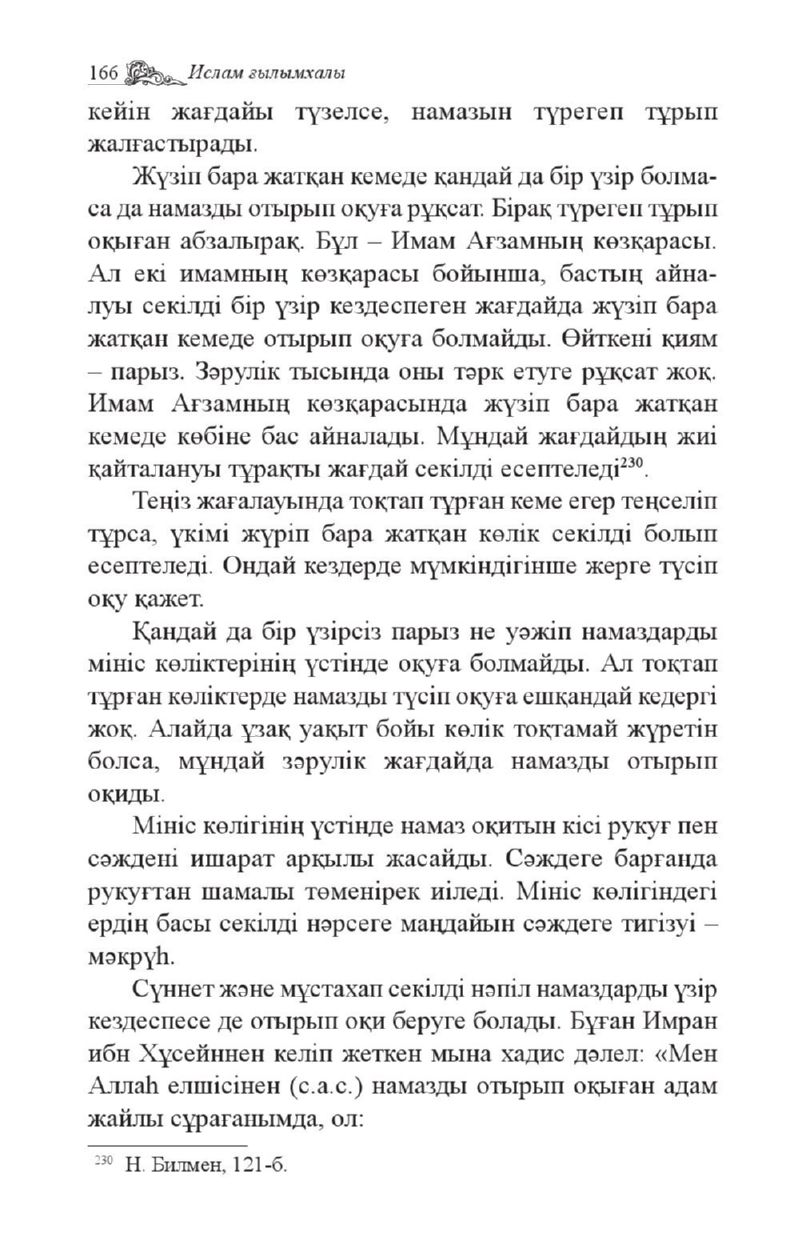 166 Ислам ғылымхалы
кейін жағдайы түзелсе, намазын түрегеп тұрып
жалғастырады.
Жүзіп бара жатқан кемеде қандай да бір үзір болма-
са да намазды отырып оқуға рұқсат. Бірақ түрегеп тұрып
оқыған абзалырақ. Бұл – Имам Ағзамның көзқарасы.
Ал екі имамның көзқарасы бойынша, бастың айна-
луы секілді бір үзір кездеспеген жағдайда жүзіп бара
жатқан кемеде отырып оқуға болмайды. Өйткені қиям
– парыз. Зәрулік тысында оны тәрк етуге рұқсат жоқ.
Имам Ағзамның көзқарасында жүзіп бара жатқан
кемеде көбіне бас айналады. Мұндай жағдайдың жиі
қайталануы тұрақты жағдай секілді есептеледі²³⁰.
Теңіз жағалауында тоқтап тұрған кеме егер теңселіп
тұрса, үкімі жүріп бара жатқан көлік секілді болып
есептеледі. Ондай кездерде мүмкіндігінше жерге түсіп
оқу қажет.
Қандай да бір үзірсіз парыз не уәжіп намаздарды
мініс көліктерінің үстінде оқуға болмайды. Ал тоқтап
тұрған көліктерде намазды түсіп оқуға ешқандай кедергі
жоқ. Алайда ұзақ уақыт бойы көлік тоқтамай жүретін
болса, мұндай зәрулік жағдайда намазды отырып
оқиды.
Мініс көлігінің үстінде намаз оқитын кісі рукуғ пен
сәждені ишарат арқылы жасайды. Сәждеге барғанда
рукуғтан шамалы төменірек иіледі. Мініс көлігіндегі
ердің басы секілді нәрсеге маңдайын сәждеге тигізуі –
мәкрүһ.
Сүннет және мұстахап секілді нәпіл намаздарды үзір
кездеспесе де отырып оқи беруге болады. Бұған Имран
ибн Хұсейннен келіп жеткен мына хадис дәлел: «Мен
Аллаһ елшісінен (с.а.с.) намазды отырып оқыған адам
жайлы сұрағанымда, ол:
²³⁰ Н. Билмен, 121-б.